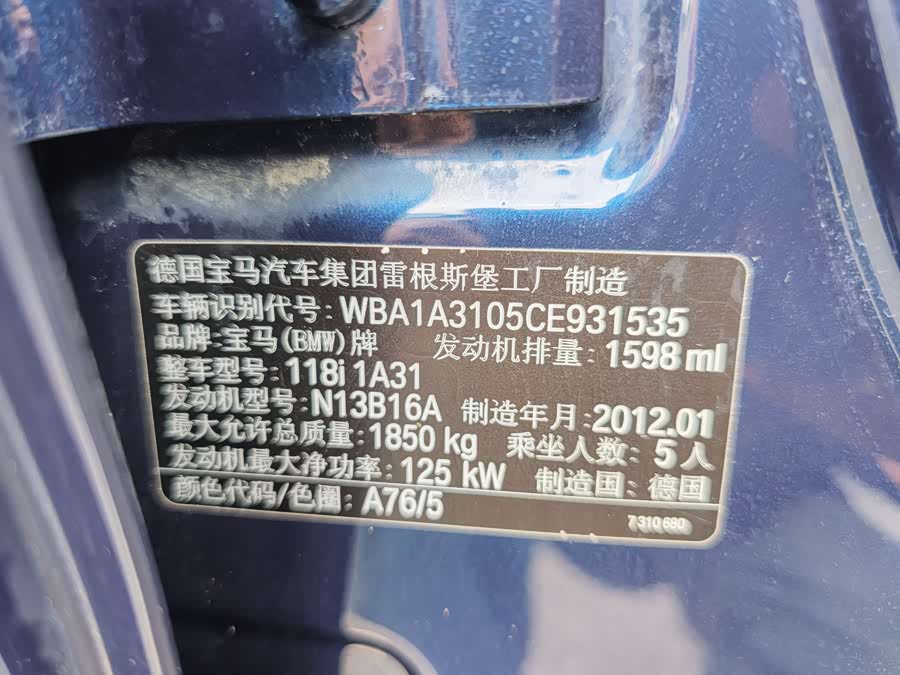 德国宝马汽车集团雷根斯堡工厂制造
车辆识别代号: WBA1A3105CE931535
品牌: 宝马(BMW)牌 发动机排量: 1598 ml
整车型号: 118i 1A31
发动机型号: N13B16A 制造年月: 2012.01
最大允许总质量: 1850 kg 乘坐人数: 5人
发动机最大净功率: 125 kW 制造国: 德国
颜色代码/色圈: A76/5
7310680